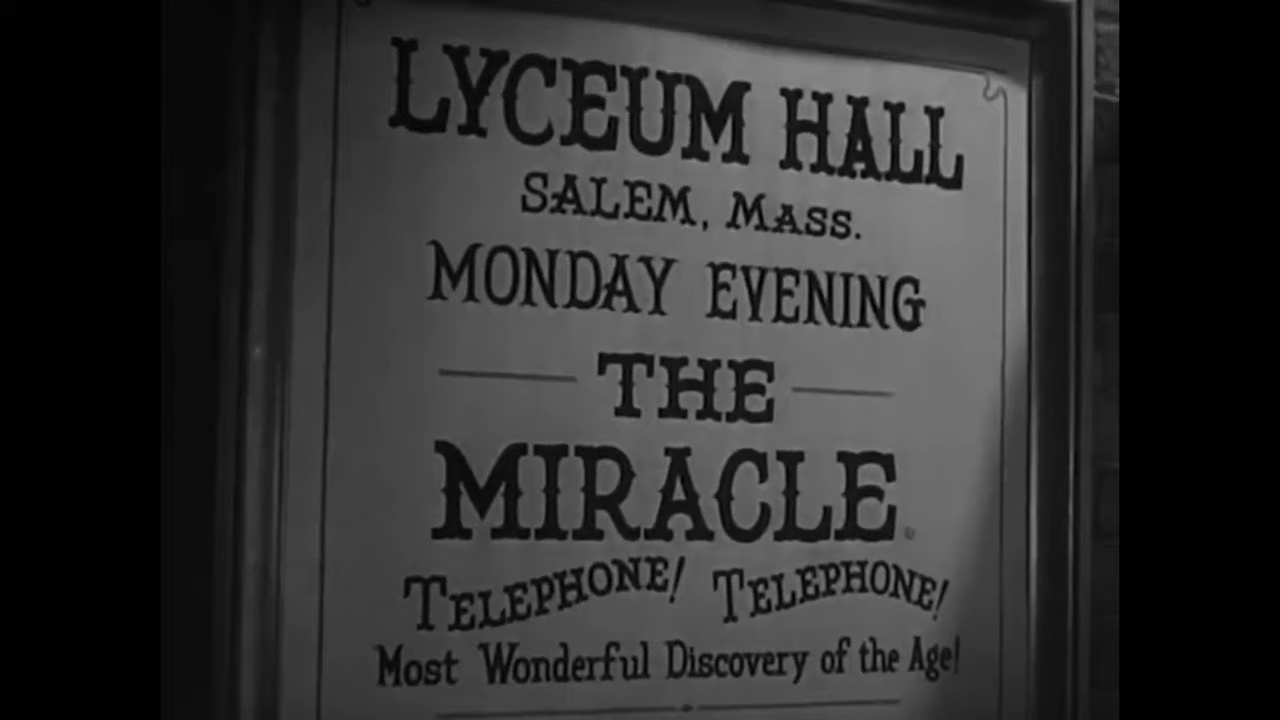 LYCEUM HALL
SALEM, MASS.
MONDAY EVENING
THE
MIRACLE
TELEPHONE! TELEPHONE!
Most Wonderful Discovery of the Age!